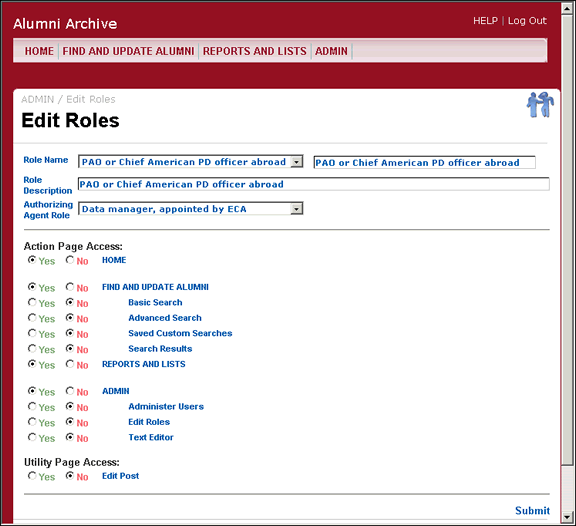 Alumni Archive
HELP | Log Out
HOME FIND AND UPDATE ALUMNI REPORTS AND LISTS ADMIN
ADMIN / Edit Roles
Edit Roles
Role Name PAO or Chief American PD officer abroad PAO or Chief American PD officer abroad
Role Description PAO or Chief American PD officer abroad
Authorizing Agent Role Data manager, appointed by ECA
Action Page Access:
Yes No HOME
Yes No FIND AND UPDATE ALUMNI
Yes No Basic Search
Yes No Advanced Search
Yes No Saved Custom Searches
Yes No Search Results
Yes No REPORTS AND LISTS
Yes No ADMIN
Yes No Administer Users
Yes No Edit Roles
Yes No Text Editor
Utility Page Access:
Yes No Edit Post
Submit